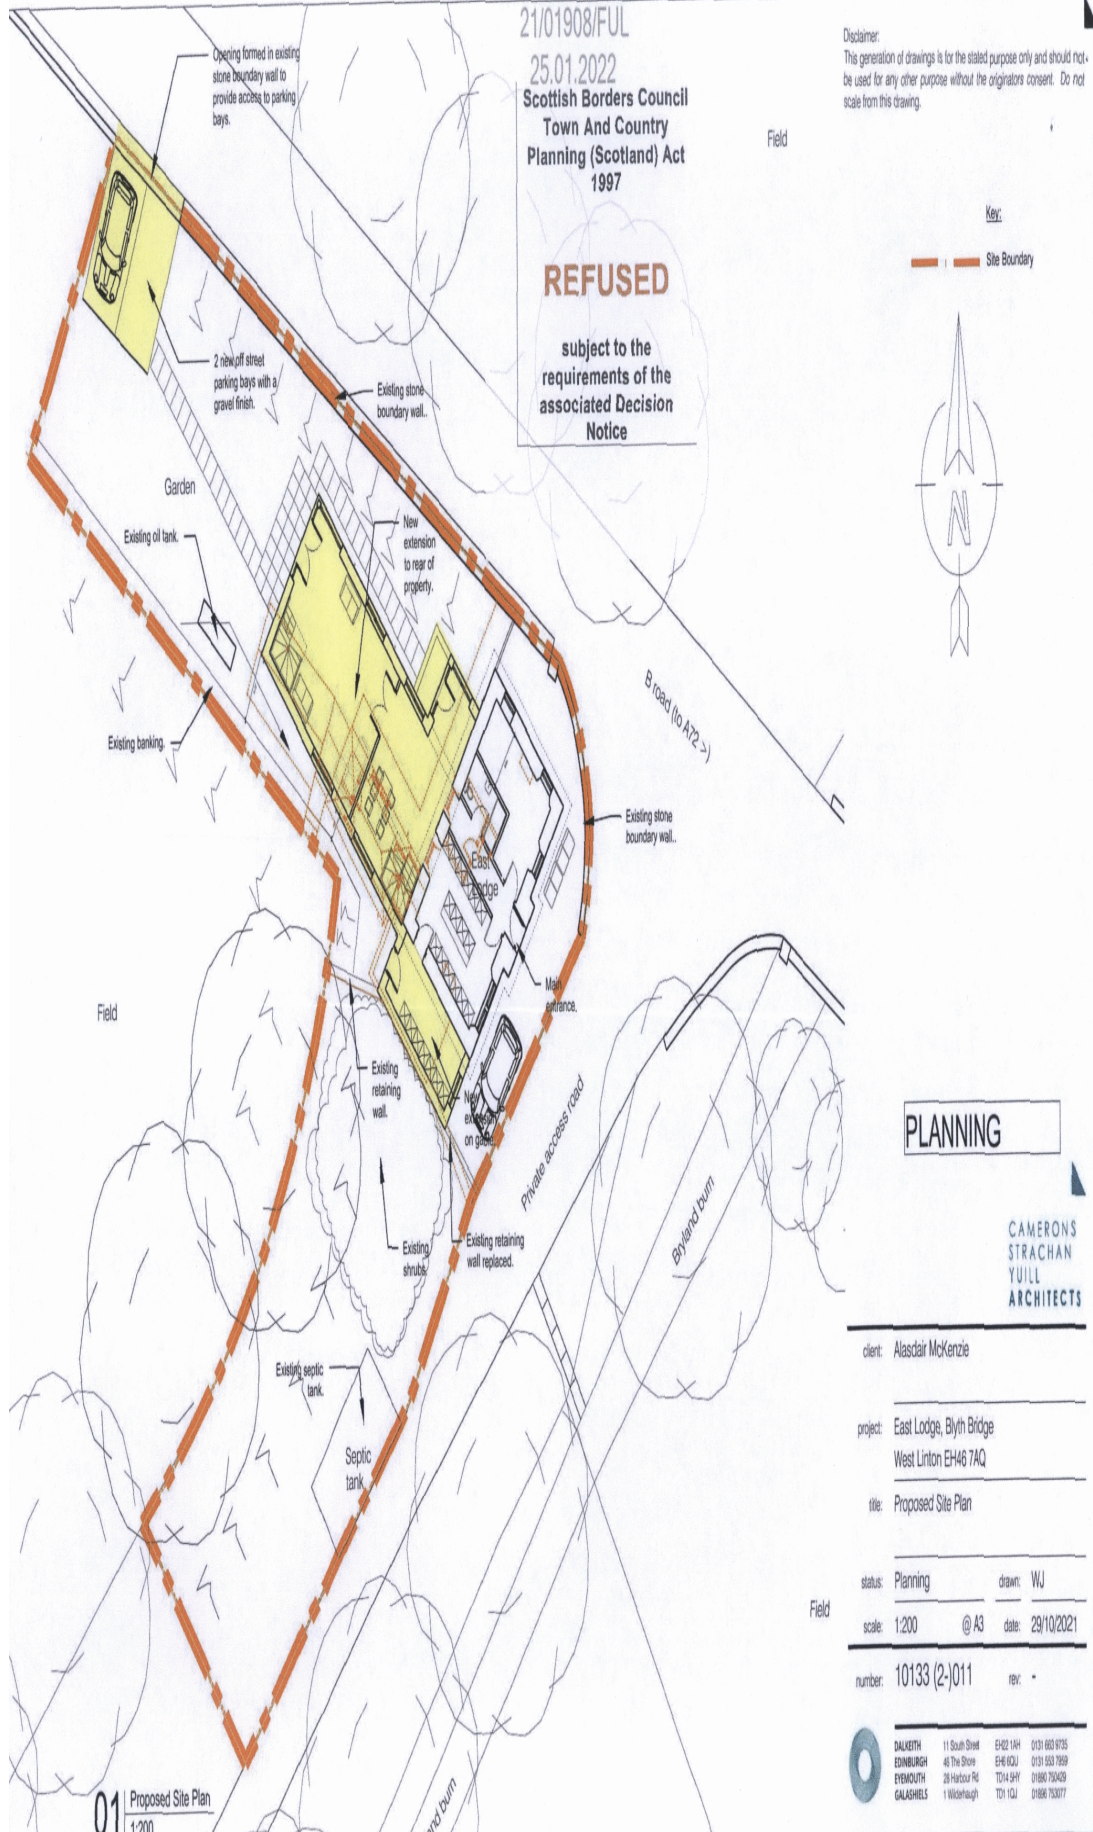 21/01908/FUL
25.01.2022
Scottish Borders Council
Town And Country
Planning (Scotland) Act
1997
REFUSED
subject to the
requirements of the
associated Decision
Notice
Disclaimer:
This generation of drawings is for the stated purpose only and should not
be used for any other purpose without the originators consent. Do not
scale from this drawing.
Key:
Site Boundary
N
Field
Opening formed in existing
stone boundary wall to
provide access to parking
bays.
2 new off street
parking bays with a
gravel finish.
Existing stone
boundary wall..
Garden
Existing oil tank.
New
extension
to rear of
property.
Existing banking.
B road (to A72 >)
Existing stone
boundary wall..
East
Lodge
Main
entrance.
Field
Existing
retaining
wall.
New
extension
on gable.
Private access road
Bryland burn
Existing
shrubs.
Existing retaining
wall replaced.
Existing septic
tank.
Septic
tank
Field
and burn
01
Proposed Site Plan
1:200
PLANNING
CAMERONS
STRACHAN
YUILL
ARCHITECTS
client: Alasdair McKenzie
project: East Lodge, Blyth Bridge
West Linton EH46 7AQ
title: Proposed Site Plan
status: Planning drawn: WJ
scale: 1:200 @ A3 date: 29/10/2021
number: 10133 (2-)011 rev: -
DALKEITH 11 South Street EH22 1AH
EDINBURGH 46 The Shore EH6 6QU
EYEMOUTH 28 Harbour Rd TD14 5HY
GALASHIELS 1 Wilderhaugh TD1 1QJ